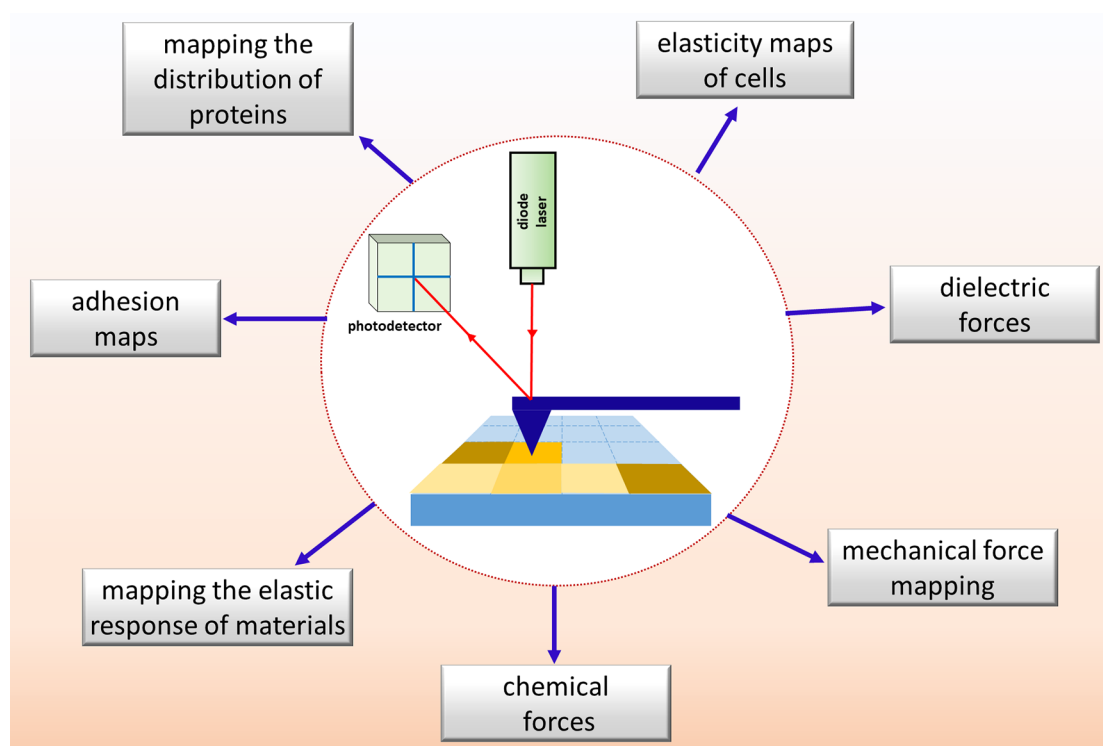 mapping the
distribution of
proteins
elasticity maps
of cells
diode
laser
photodetector
adhesion
maps
dielectric
forces
mechanical force
mapping
mapping the elastic
response of materials
chemical
forces